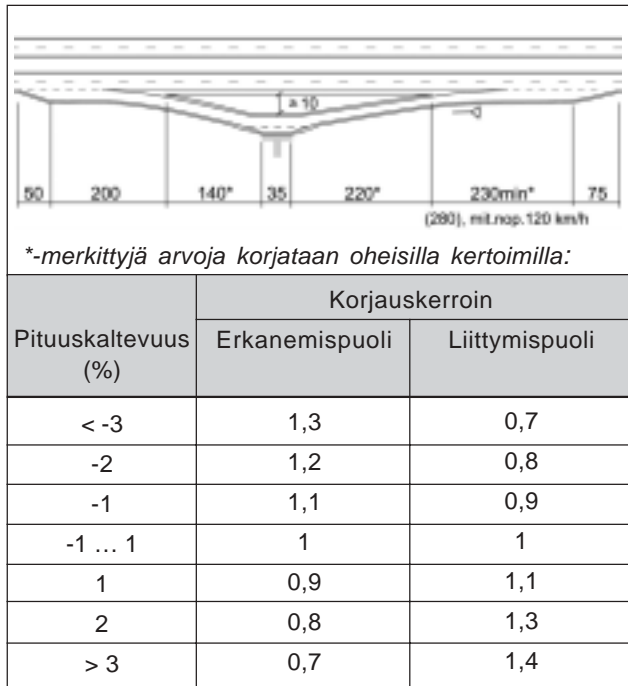 ≥ 10
50 200 140* 35 220* 230min* 75
(280), mit.nop.120 km/h
*-merkittyjä arvoja korjataan oheisilla kertoimilla:
Korjauskerroin
Pituuskaltevuus (%) Erkanemispuoli Liittymispuoli
< -3 1,3 0,7
-2 1,2 0,8
-1 1,1 0,9
-1 … 1 1 1
1 0,9 1,1
2 0,8 1,3
> 3 0,7 1,4